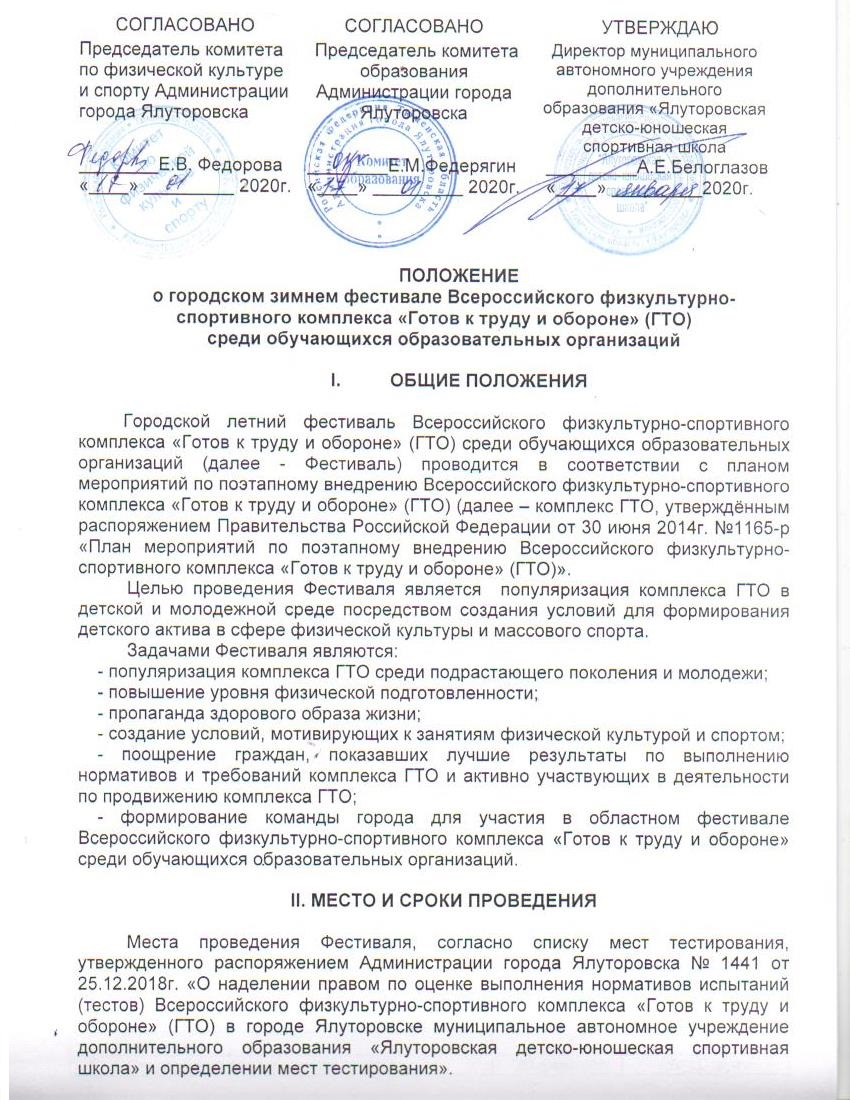 СОГЛАСОВАНО
Председатель комитета
по физической культуре
и спорту Администрации
города Ялуторовска
Е.В. Федорова
«17» 01 2020г.
СОГЛАСОВАНО
Председатель комитета
образования
Администрации города
Ялуторовска
Е.М.Федерягин
«17» 01 2020г.
УТВЕРЖДАЮ
Директор муниципального
автономного учреждения
дополнительного
образования «Ялуторовская
детско-юношеская
спортивная школа
А.Е.Белоглазов
«17» января 2020г.
Комитет
физической
культуре
и
спорту
Комитет
образования
ПОЛОЖЕНИЕ
о городском зимнем фестивале Всероссийского физкультурно-
спортивного комплекса «Готов к труду и обороне» (ГТО)
среди обучающихся образовательных организаций
I. ОБЩИЕ ПОЛОЖЕНИЯ
Городской летний фестиваль Всероссийского физкультурно-спортивного
комплекса «Готов к труду и обороне» (ГТО) среди обучающихся образовательных
организаций (далее - Фестиваль) проводится в соответствии с планом
мероприятий по поэтапному внедрению Всероссийского физкультурно-спортивного
комплекса «Готов к труду и обороне» (ГТО) (далее – комплекс ГТО, утверждённым
распоряжением Правительства Российской Федерации от 30 июня 2014г. №1165-р
«План мероприятий по поэтапному внедрению Всероссийского физкультурно-
спортивного комплекса «Готов к труду и обороне» (ГТО)».
Целью проведения Фестиваля является популяризация комплекса ГТО в
детской и молодежной среде посредством создания условий для формирования
детского актива в сфере физической культуры и массового спорта.
Задачами Фестиваля являются:
- популяризация комплекса ГТО среди подрастающего поколения и молодежи;
- повышение уровня физической подготовленности;
- пропаганда здорового образа жизни;
- создание условий, мотивирующих к занятиям физической культурой и спортом;
- поощрение граждан, показавших лучшие результаты по выполнению
нормативов и требований комплекса ГТО и активно участвующих в деятельности
по продвижению комплекса ГТО;
- формирование команды города для участия в областном фестивале
Всероссийского физкультурно-спортивного комплекса «Готов к труду и обороне»
среди обучающихся образовательных организаций.
II. МЕСТО И СРОКИ ПРОВЕДЕНИЯ
Места проведения Фестиваля, согласно списку мест тестирования,
утвержденного распоряжением Администрации города Ялуторовска № 1441 от
25.12.2018г. «О наделении правом по оценке выполнения нормативов испытаний
(тестов) Всероссийского физкультурно-спортивного комплекса «Готов к труду и
обороне» (ГТО) в городе Ялуторовске муниципальное автономное учреждение
дополнительного образования «Ялуторовская детско-юношеская спортивная
школа» и определении мест тестирования».